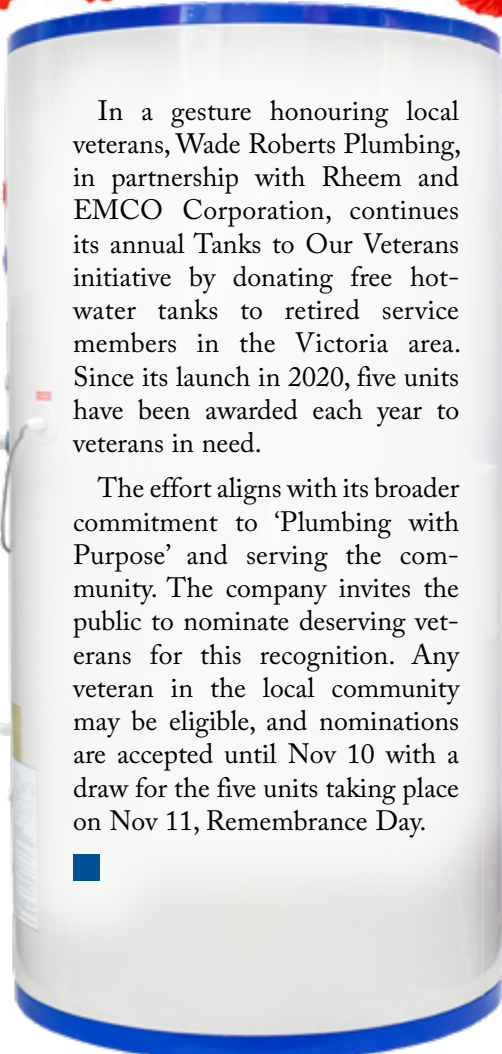 In a gesture honouring local
veterans, Wade Roberts Plumbing,
in partnership with Rheem and
EMCO Corporation, continues
its annual Tanks to Our Veterans
initiative by donating free hot-
water tanks to retired service
members in the Victoria area.
Since its launch in 2020, five units
have been awarded each year to
veterans in need.
The effort aligns with its broader
commitment to ‘Plumbing with
Purpose’ and serving the com-
munity. The company invites the
public to nominate deserving vet-
erans for this recognition. Any
veteran in the local community
may be eligible, and nominations
are accepted until Nov 10 with a
draw for the five units taking place
on Nov 11, Remembrance Day.